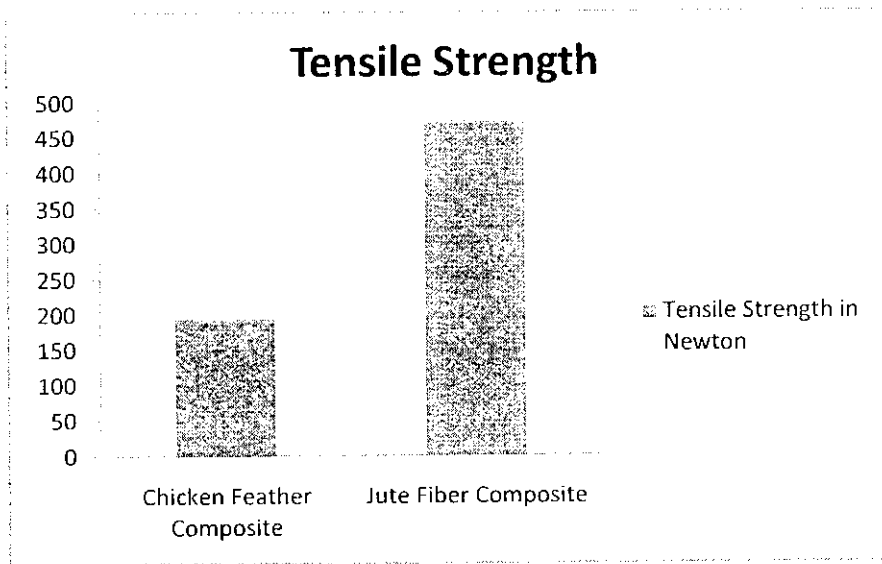 Tensile Strength
500
450
400
350
300
250
200
150
100
50
0
Chicken Feather
Composite
Jute Fiber Composite
Tensile Strength in
Newton